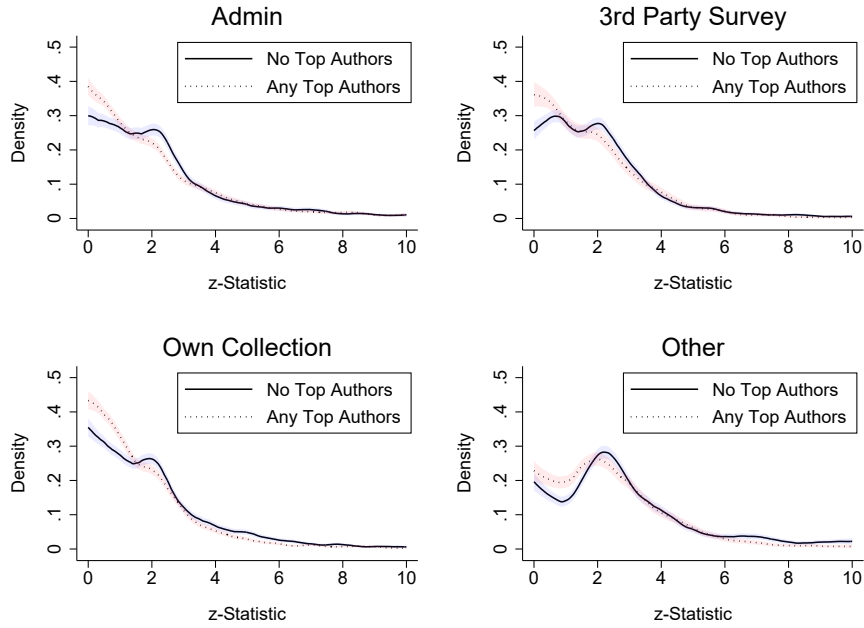 Admin
No Top Authors
Any Top Authors
Density
.5
.4
.3
.2
.1
0
0 2 4 6 8 10
z-Statistic
3rd Party Survey
No Top Authors
Any Top Authors
Density
.5
.4
.3
.2
.1
0
0 2 4 6 8 10
z-Statistic
Own Collection
No Top Authors
Any Top Authors
Density
.5
.4
.3
.2
.1
0
0 2 4 6 8 10
z-Statistic
Other
No Top Authors
Any Top Authors
Density
.5
.4
.3
.2
.1
0
0 2 4 6 8 10
z-Statistic